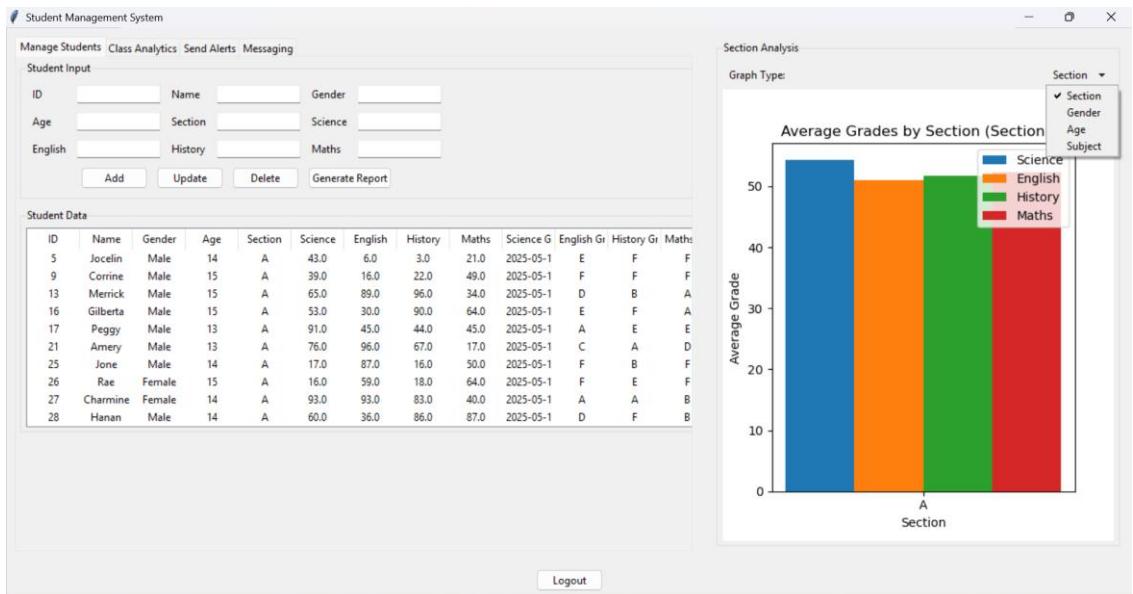 Student Management System
Manage Students Class Analytics Send Alerts Messaging
Student Input
ID Name Gender
Age Section Science
English History Maths
Add Update Delete Generate Report
Student Data
ID Name Gender Age Section Science English History Maths Science G English Gr History Gr Maths
5 Jocelin Male 14 A 43.0 6.0 3.0 21.0 2025-05-1 E F F
9 Corrine Male 15 A 39.0 16.0 22.0 49.0 2025-05-1 F F F
13 Merrick Male 15 A 65.0 89.0 96.0 34.0 2025-05-1 D B A
16 Gilberta Male 15 A 53.0 30.0 90.0 64.0 2025-05-1 E F A
17 Peggy Male 13 A 91.0 45.0 44.0 45.0 2025-05-1 A E E
21 Amery Male 13 A 76.0 96.0 67.0 17.0 2025-05-1 C A D
25 Jone Male 14 A 17.0 87.0 16.0 50.0 2025-05-1 F B F
26 Rae Female 15 A 16.0 59.0 18.0 64.0 2025-05-1 F E F
27 Charmine Female 14 A 93.0 93.0 83.0 40.0 2025-05-1 A A B
28 Hanan Male 14 A 60.0 36.0 86.0 87.0 2025-05-1 D F B
Section Analysis
Graph Type: Section
Section
Gender
Age
Subject
Average Grades by Section (Section
Science
English
History
Maths
Average Grade
50
40
30
20
10
0
A
Section
Logout